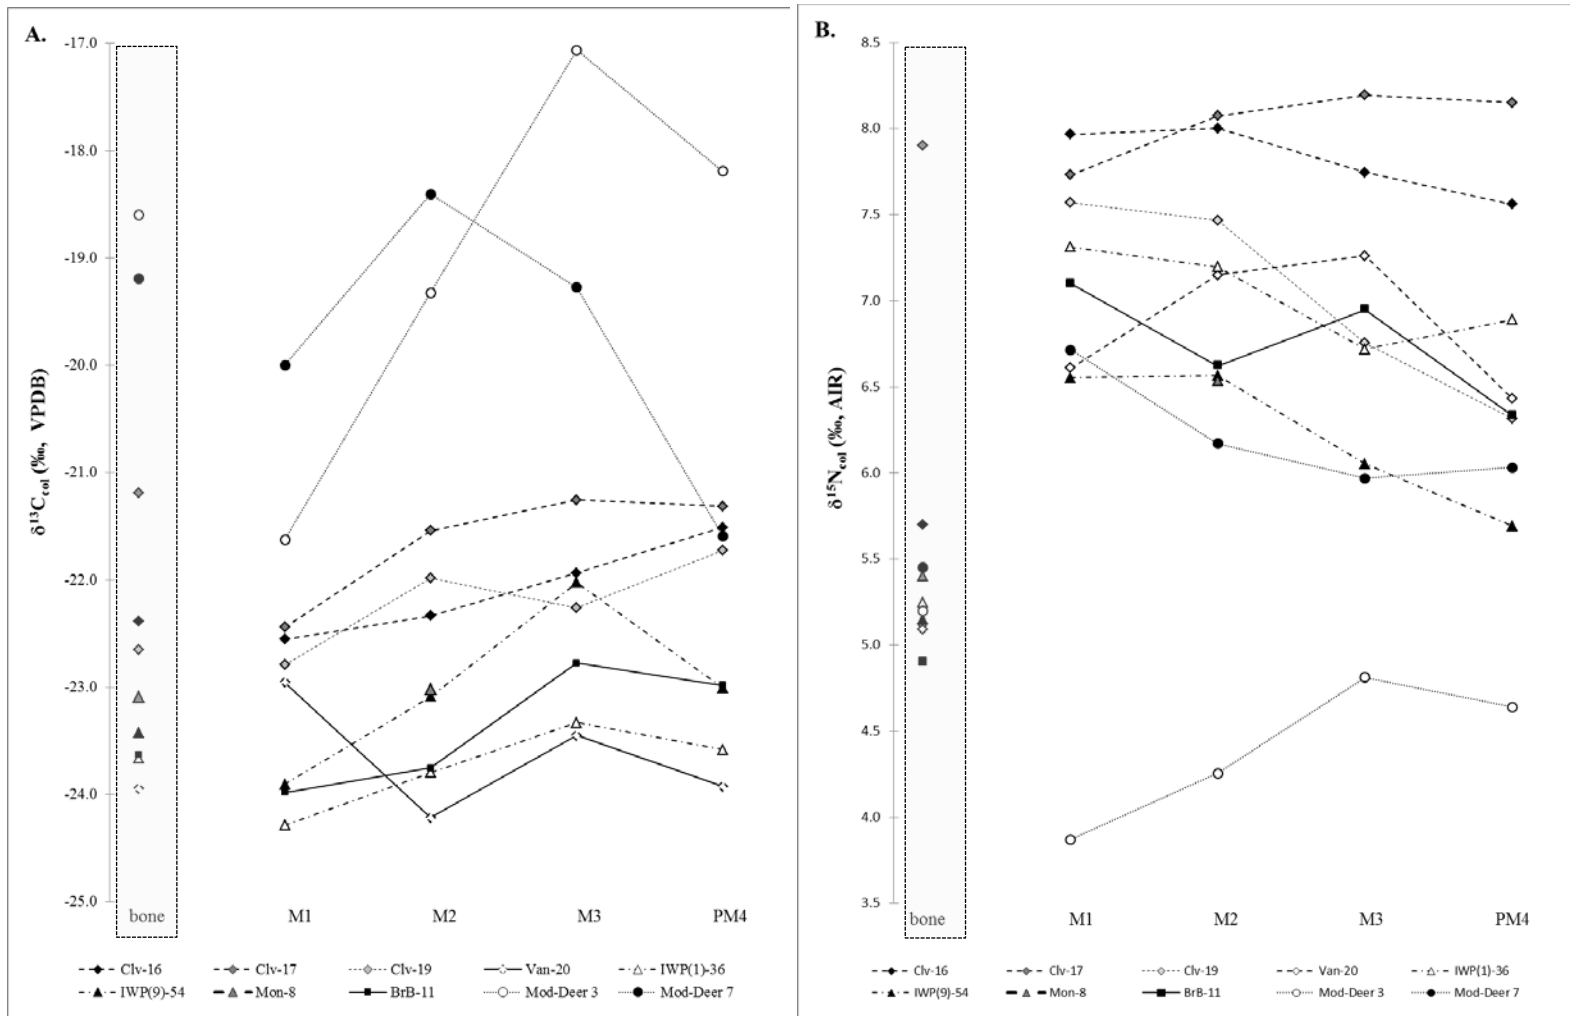 A.
-17.0
-18.0
-19.0
-20.0
-21.0
-22.0
-23.0
-24.0
-25.0
δ¹³C_col (‰, VPDB)
bone M1 M2 M3 PM4
Clv-16 Clv-17 Clv-19 Van-20 IWP(1)-36
IWP(9)-54 Mon-8 BrB-11 Mod-Deer 3 Mod-Deer 7
B.
8.5
8.0
7.5
7.0
6.5
6.0
5.5
5.0
4.5
4.0
3.5
δ¹⁵N_col (‰, AIR)
bone M1 M2 M3 PM4
Clv-16 Clv-17 Clv-19 Van-20 IWP(1)-36
IWP(9)-54 Mon-8 BrB-11 Mod-Deer 3 Mod-Deer 7